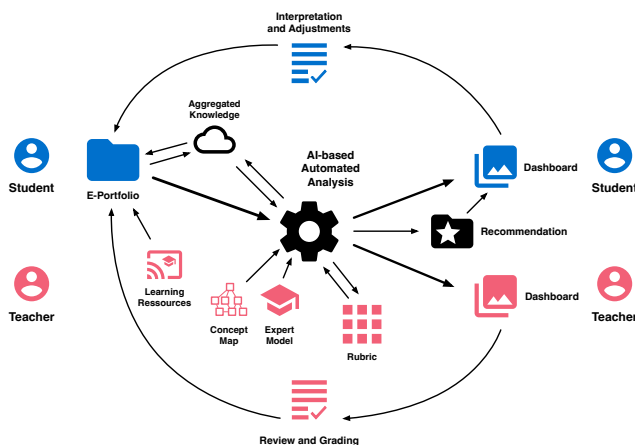 Interpretation
and Adjustments
Aggregated
Knowledge
AI-based
Automated
Analysis
Student
E-Portfolio
Dashboard
Student
Recommendation
Learning
Ressources
Teacher
Concept
Map
Expert
Model
Rubric
Dashboard
Teacher
Review and Grading